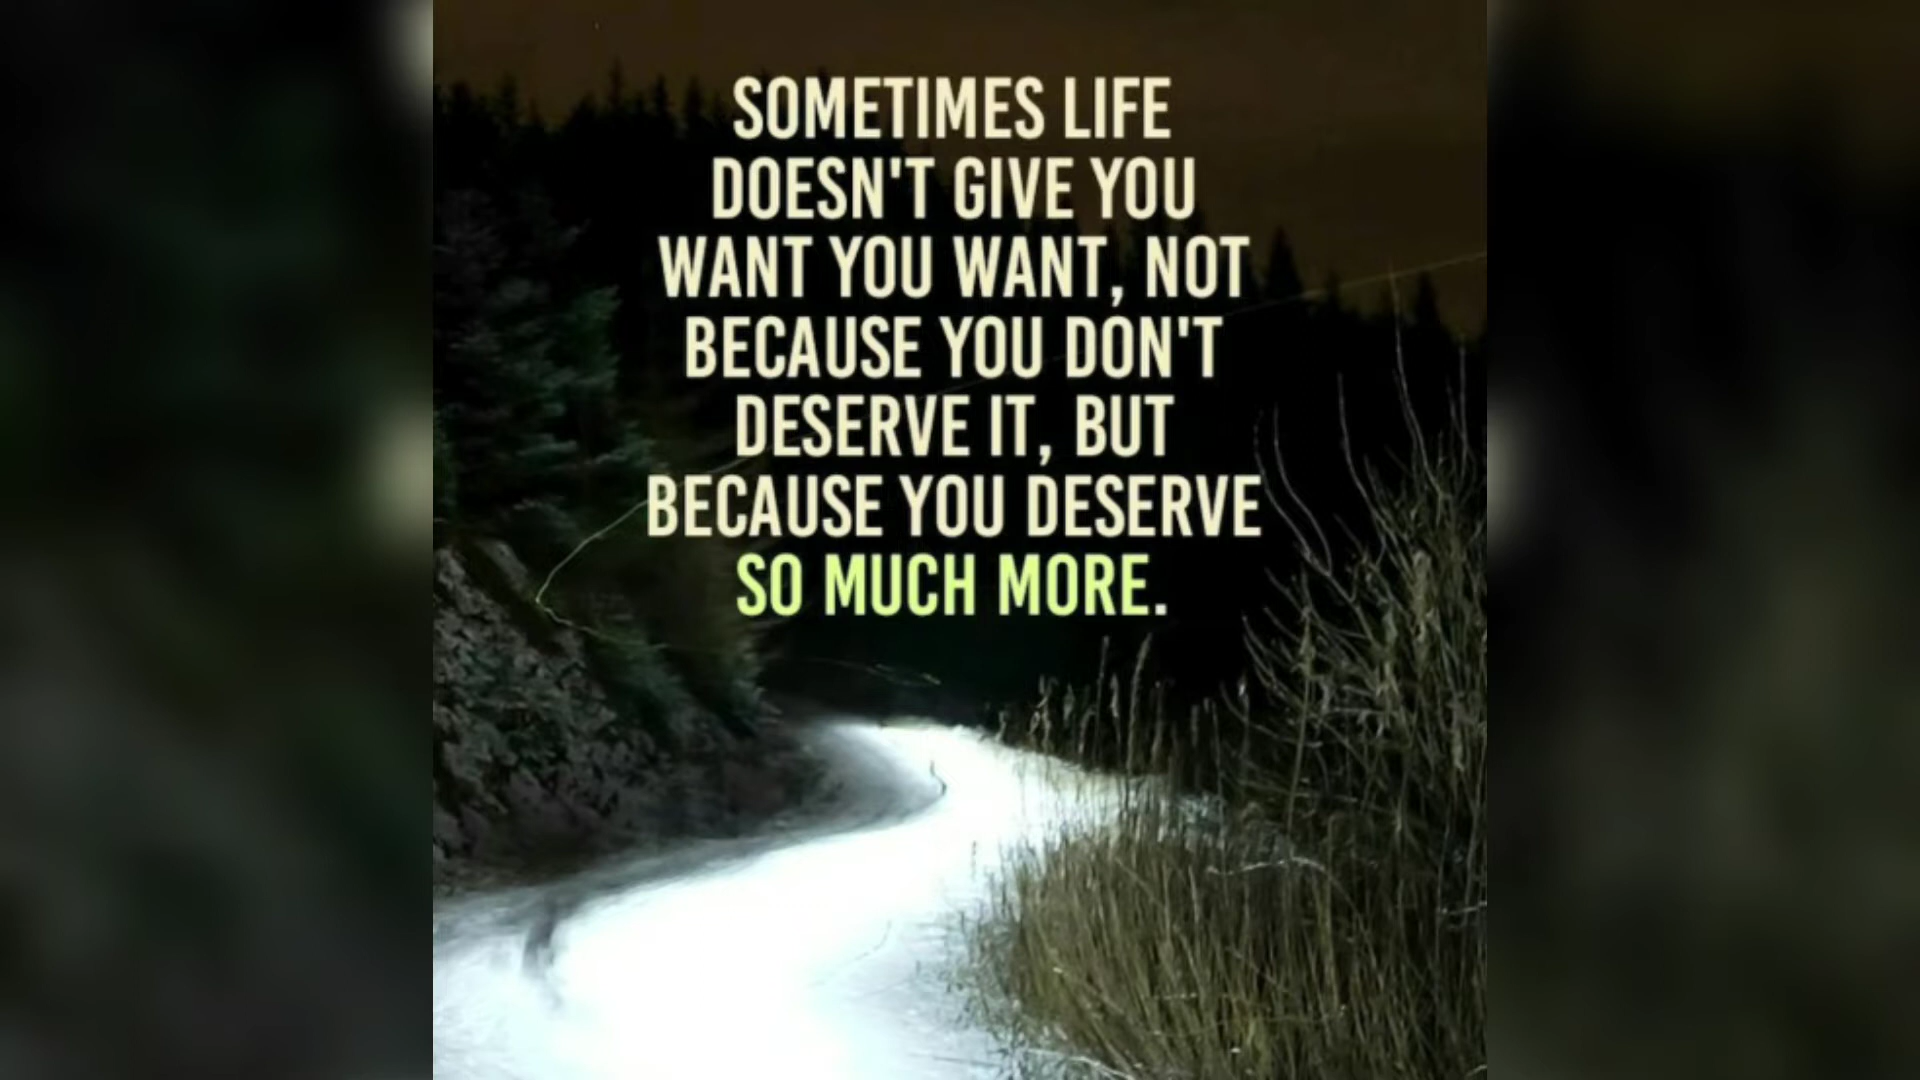 SOMETIMES LIFE
DOESN'T GIVE YOU
WANT YOU WANT, NOT
BECAUSE YOU DON'T
DESERVE IT, BUT
BECAUSE YOU DESERVE
SO MUCH MORE.